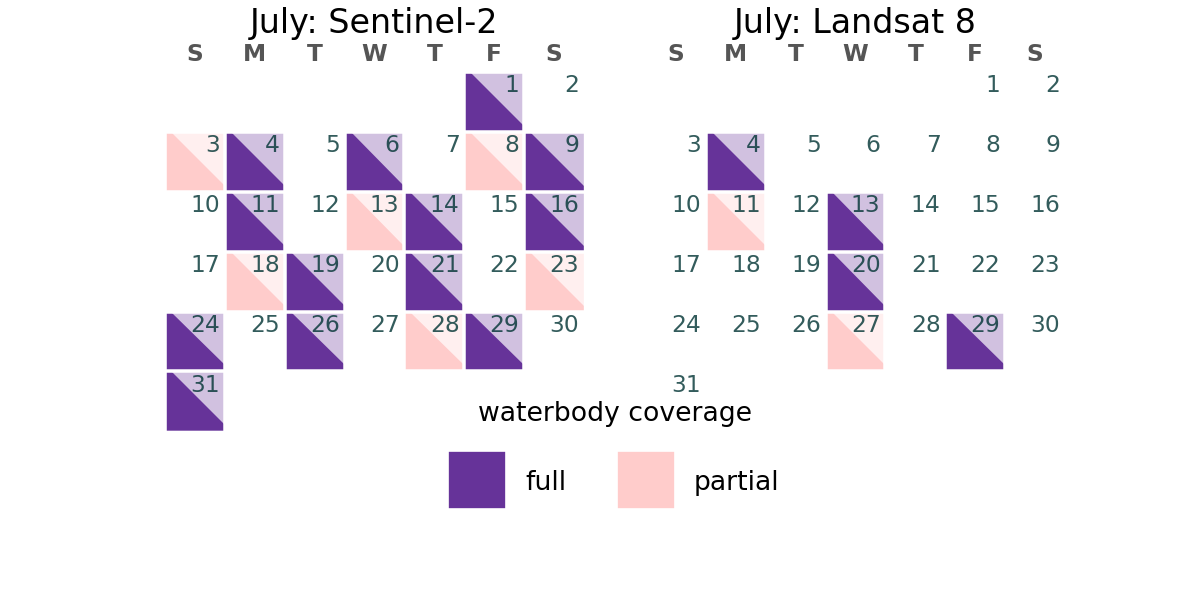 July: Sentinel-2
S M T W T F S
1 2
3 4 5 6 7 8 9
10 11 12 13 14 15 16
17 18 19 20 21 22 23
24 25 26 27 28 29 30
31
July: Landsat 8
S M T W T F S
1 2
3 4 5 6 7 8 9
10 11 12 13 14 15 16
17 18 19 20 21 22 23
24 25 26 27 28 29 30
31
waterbody coverage
full
partial